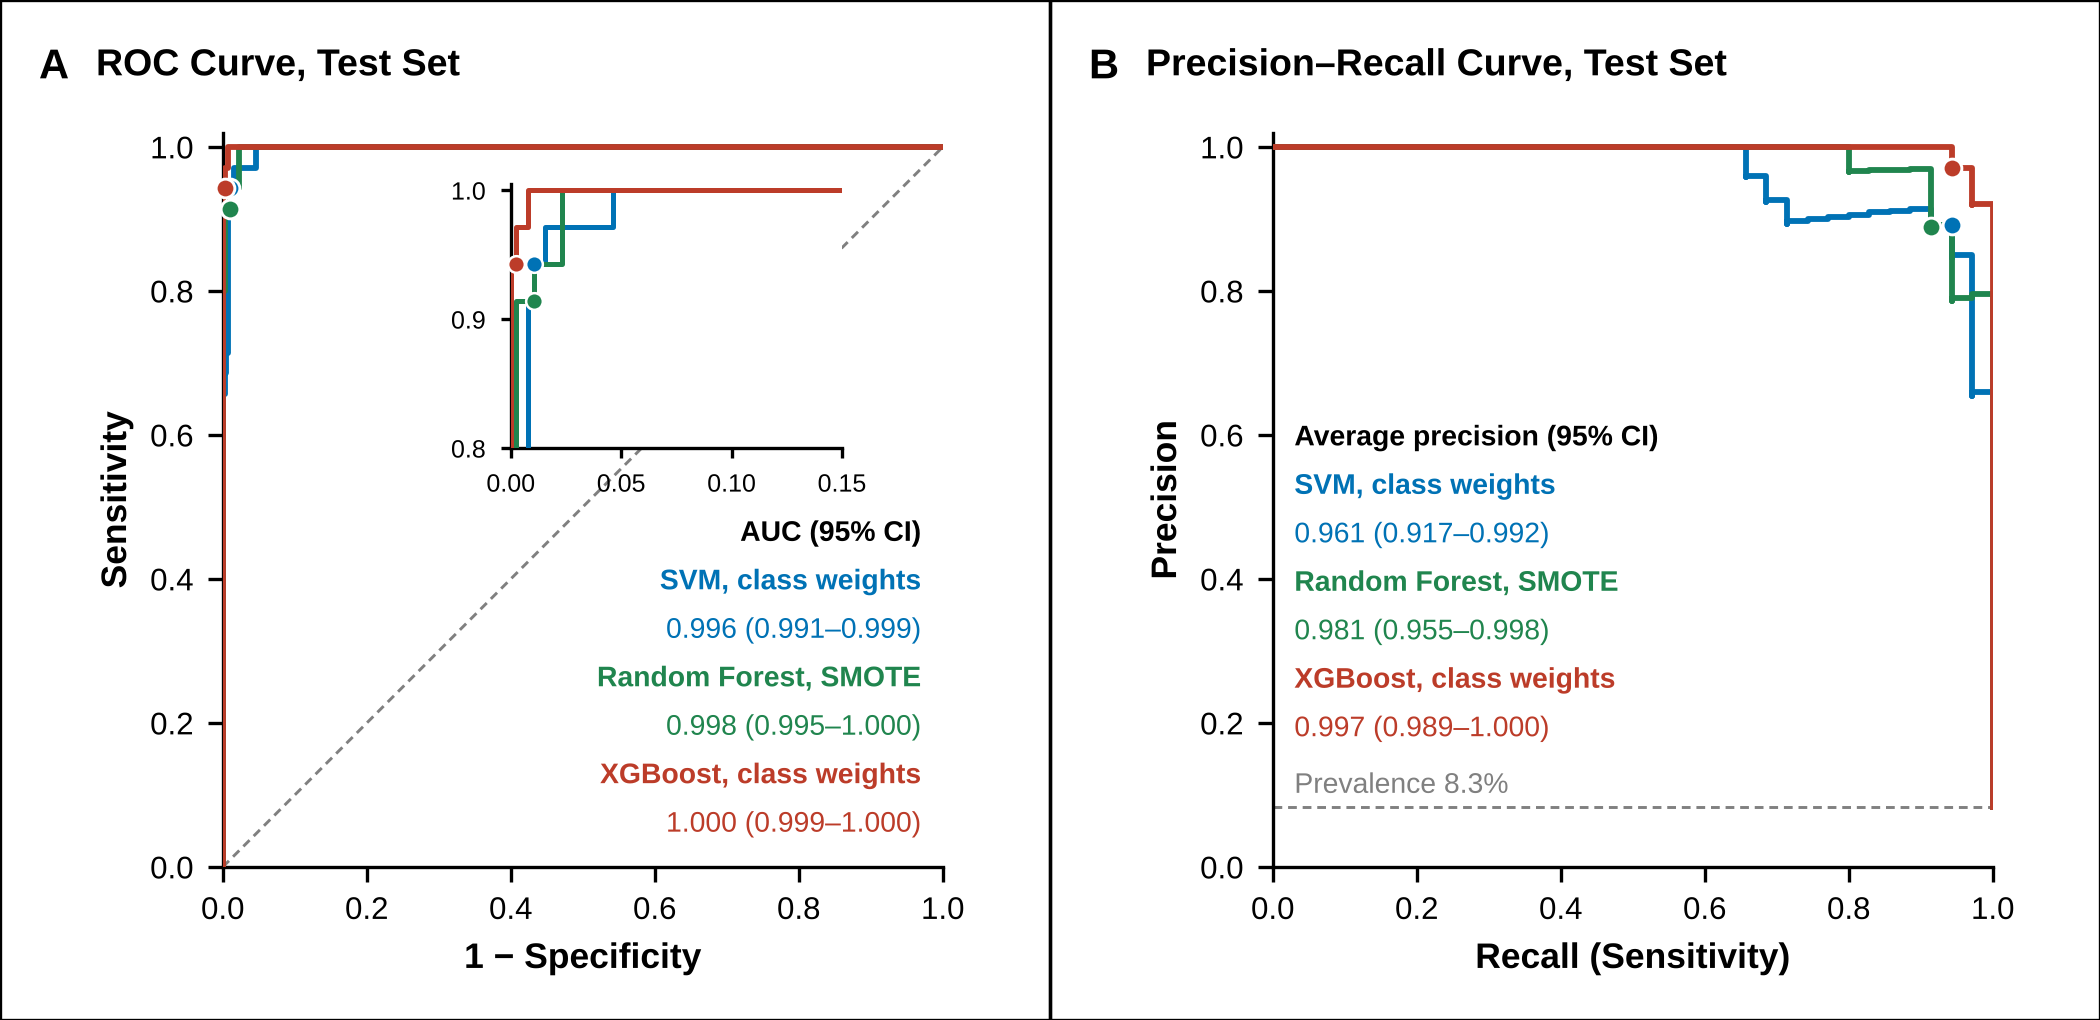 A ROC Curve, Test Set
1.0
0.8
0.6
0.4
0.2
0.0
Sensitivity
1.0
0.9
0.8
0.00 0.05 0.10 0.15
AUC (95% CI)
SVM, class weights
0.996 (0.991–0.999)
Random Forest, SMOTE
0.998 (0.995–1.000)
XGBoost, class weights
1.000 (0.999–1.000)
0.0 0.2 0.4 0.6 0.8 1.0
1 − Specificity
B Precision–Recall Curve, Test Set
1.0
0.8
0.6
0.4
0.2
0.0
Precision
Average precision (95% CI)
SVM, class weights
0.961 (0.917–0.992)
Random Forest, SMOTE
0.981 (0.955–0.998)
XGBoost, class weights
0.997 (0.989–1.000)
Prevalence 8.3%
0.0 0.2 0.4 0.6 0.8 1.0
Recall (Sensitivity)